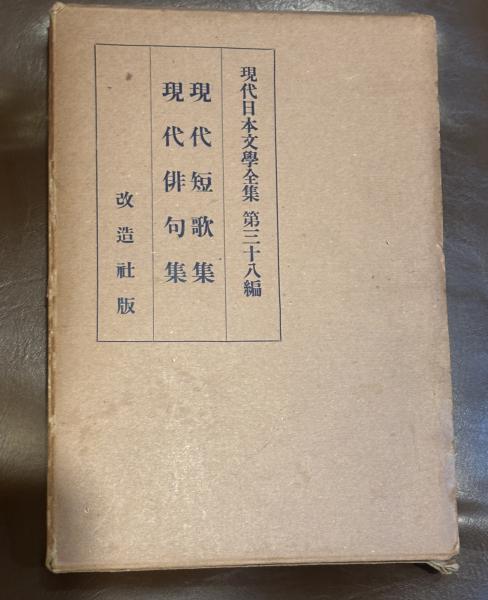 現代日本文學全集 第三十八編
現代短歌集
現代俳句集
改造社版